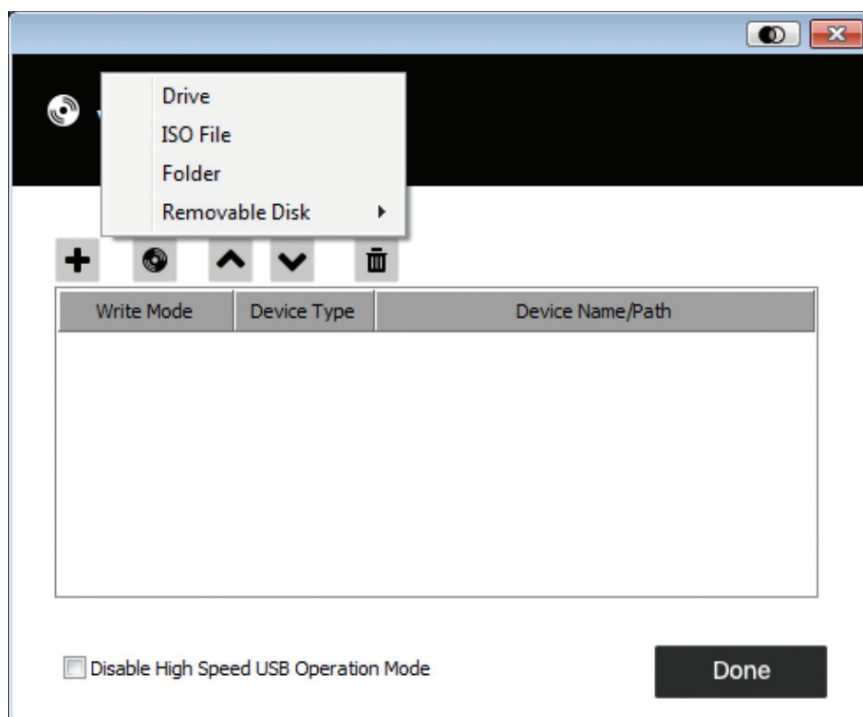 Drive
ISO File
Folder
Removable Disk
Write Mode Device Type Device Name/Path
Disable High Speed USB Operation Mode
Done